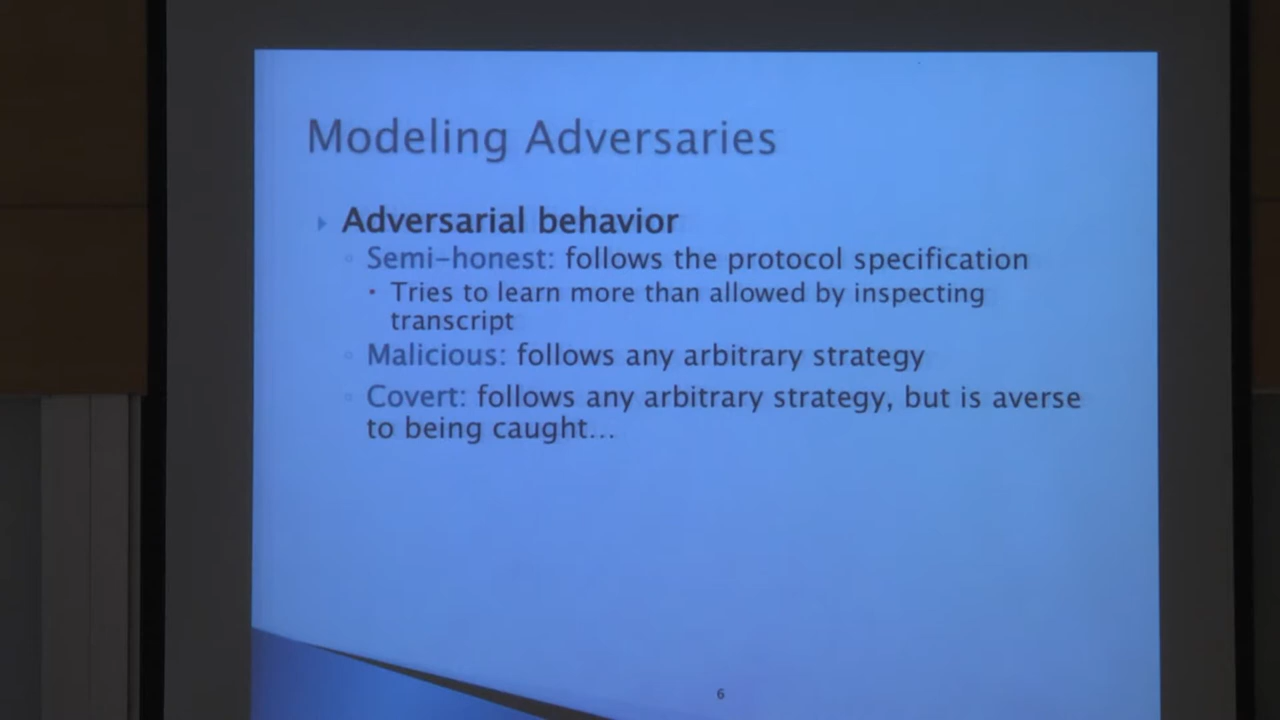 Modeling Adversaries
Adversarial behavior
Semi-honest: follows the protocol specification
Tries to learn more than allowed by inspecting
transcript
Malicious: follows any arbitrary strategy
Covert: follows any arbitrary strategy, but is averse
to being caught...
6